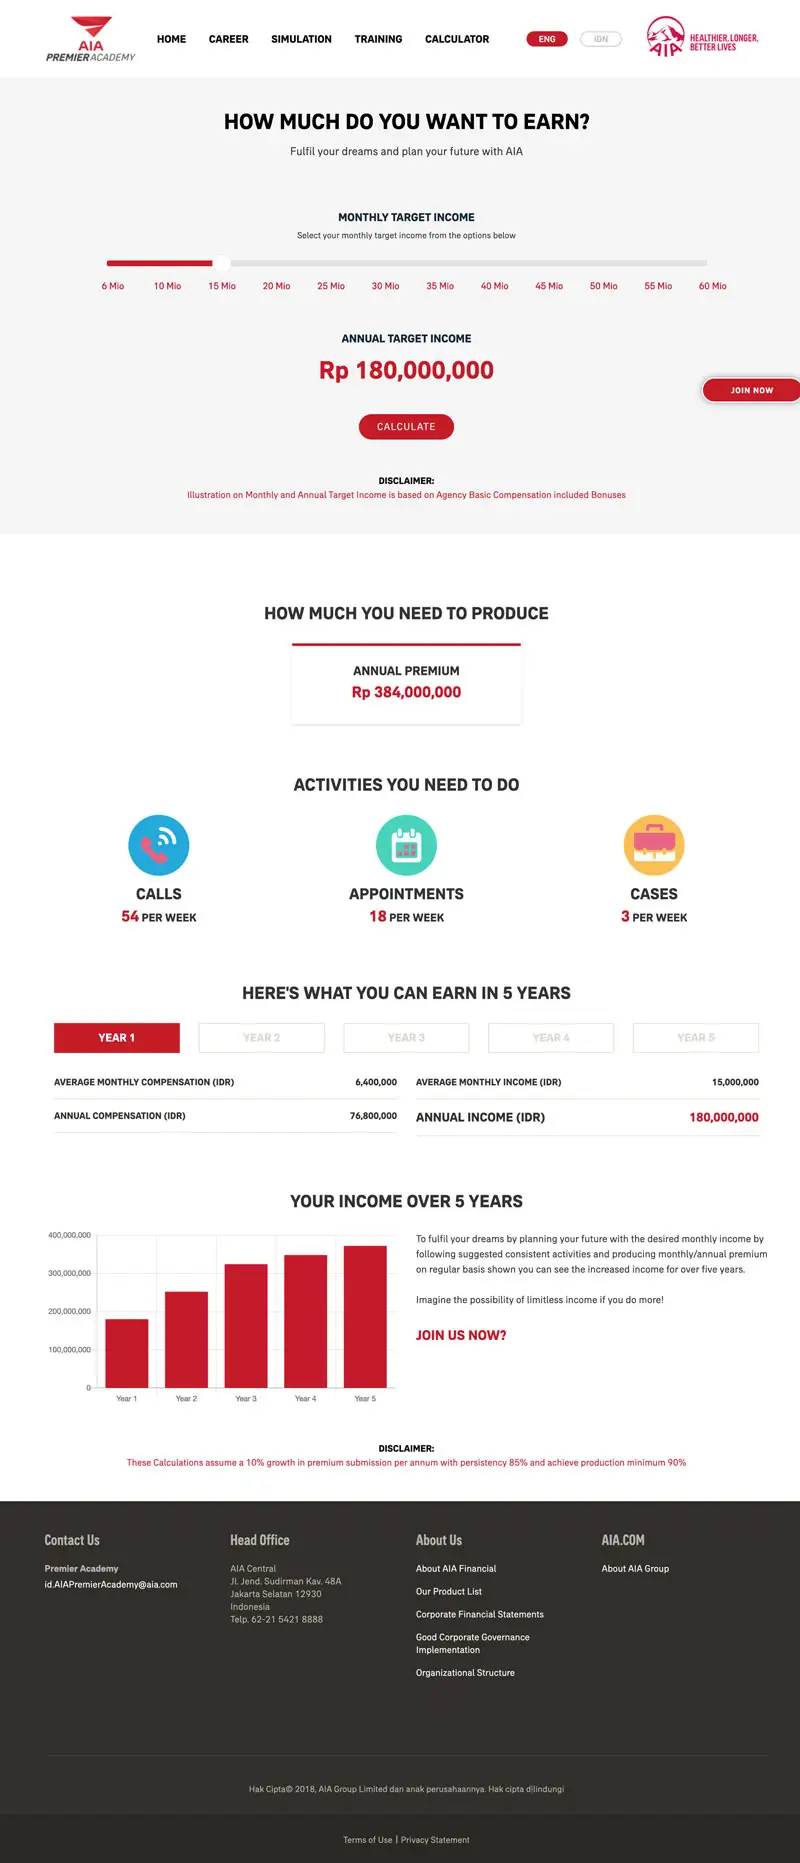 AIA
PREMIER ACADEMY
HOME
CAREER
SIMULATION
TRAINING
CALCULATOR
ENG
IDN
AIA
HEALTHIER, LONGER,
BETTER LIVES
HOW MUCH DO YOU WANT TO EARN?
Fulfil your dreams and plan your future with AIA
MONTHLY TARGET INCOME
Select your monthly target income from the options below
6 Mio
10 Mio
15 Mio
20 Mio
25 Mio
30 Mio
35 Mio
40 Mio
45 Mio
50 Mio
55 Mio
60 Mio
ANNUAL TARGET INCOME
Rp 180,000,000
JOIN NOW
CALCULATE
DISCLAIMER:
Illustration on Monthly and Annual Target Income is based on Agency Basic Compensation included Bonuses
HOW MUCH YOU NEED TO PRODUCE
ANNUAL PREMIUM
Rp 384,000,000
ACTIVITIES YOU NEED TO DO
CALLS
54 PER WEEK
APPOINTMENTS
18 PER WEEK
CASES
3 PER WEEK
HERE'S WHAT YOU CAN EARN IN 5 YEARS
YEAR 1
YEAR 2
YEAR 3
YEAR 4
YEAR 5
AVERAGE MONTHLY COMPENSATION (IDR) 6,400,000
ANNUAL COMPENSATION (IDR) 76,800,000
AVERAGE MONTHLY INCOME (IDR) 15,000,000
ANNUAL INCOME (IDR) 180,000,000
YOUR INCOME OVER 5 YEARS
400,000,000
300,000,000
200,000,000
100,000,000
0
Year 1
Year 2
Year 3
Year 4
Year 5
To fulfil your dreams by planning your future with the desired monthly income by
following suggested consistent activities and producing monthly/annual premium
on regular basis shown you can see the increased income for over five years.
Imagine the possibility of limitless income if you do more!
JOIN US NOW?
DISCLAIMER:
These Calculations assume a 10% growth in premium submission per annum with persistency 85% and achieve production minimum 90%
Contact Us
Premier Academy
id.AIAPremierAcademy@aia.com
Head Office
AIA Central
Jl. Jend. Sudirman Kav. 48A
Jakarta Selatan 12930
Indonesia
Telp. 62-21 5421 8888
About Us
About AIA Financial
Our Product List
Corporate Financial Statements
Good Corporate Governance
Implementation
Organizational Structure
AIA.COM
About AIA Group
Hak Cipta© 2018, AIA Group Limited dan anak perusahaannya. Hak cipta dilindungi
Terms of Use | Privacy Statement